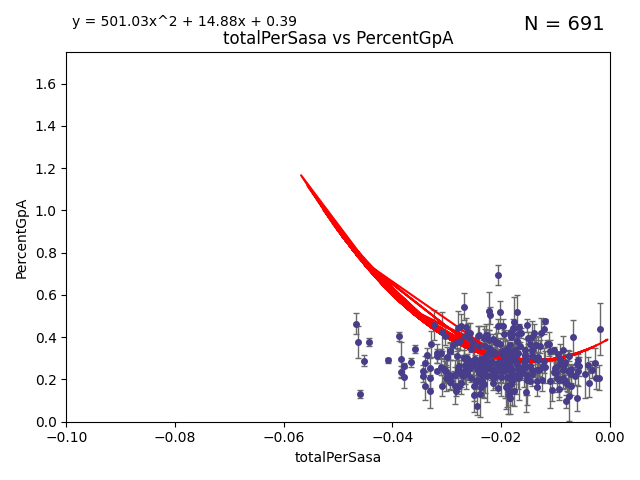 y = 501.03x^2 + 14.88x + 0.39
N = 691
totalPerSasa vs PercentGpA
1.6
1.4
1.2
1.0
0.8
0.6
0.4
0.2
0.0
PercentGpA
−0.10 −0.08 −0.06 −0.04 −0.02 0.00
totalPerSasa